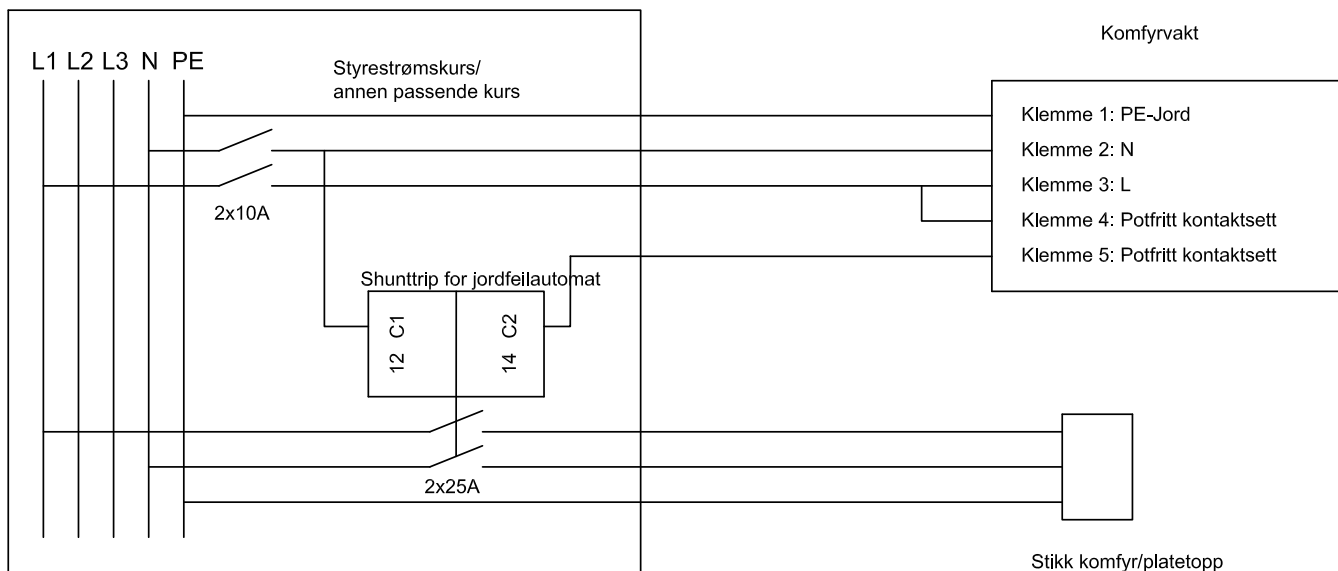 Komfyrvakt
L1 L2 L3 N PE
Styrestrømskurs/
annen passende kurs
Klemme 1: PE-Jord
Klemme 2: N
Klemme 3: L
2x10A
Klemme 4: Potfritt kontaktsett
Klemme 5: Potfritt kontaktsett
Shunttrip for jordfeilautomat
12 C1
14 C2
2x25A
Stikk komfyr/platetopp